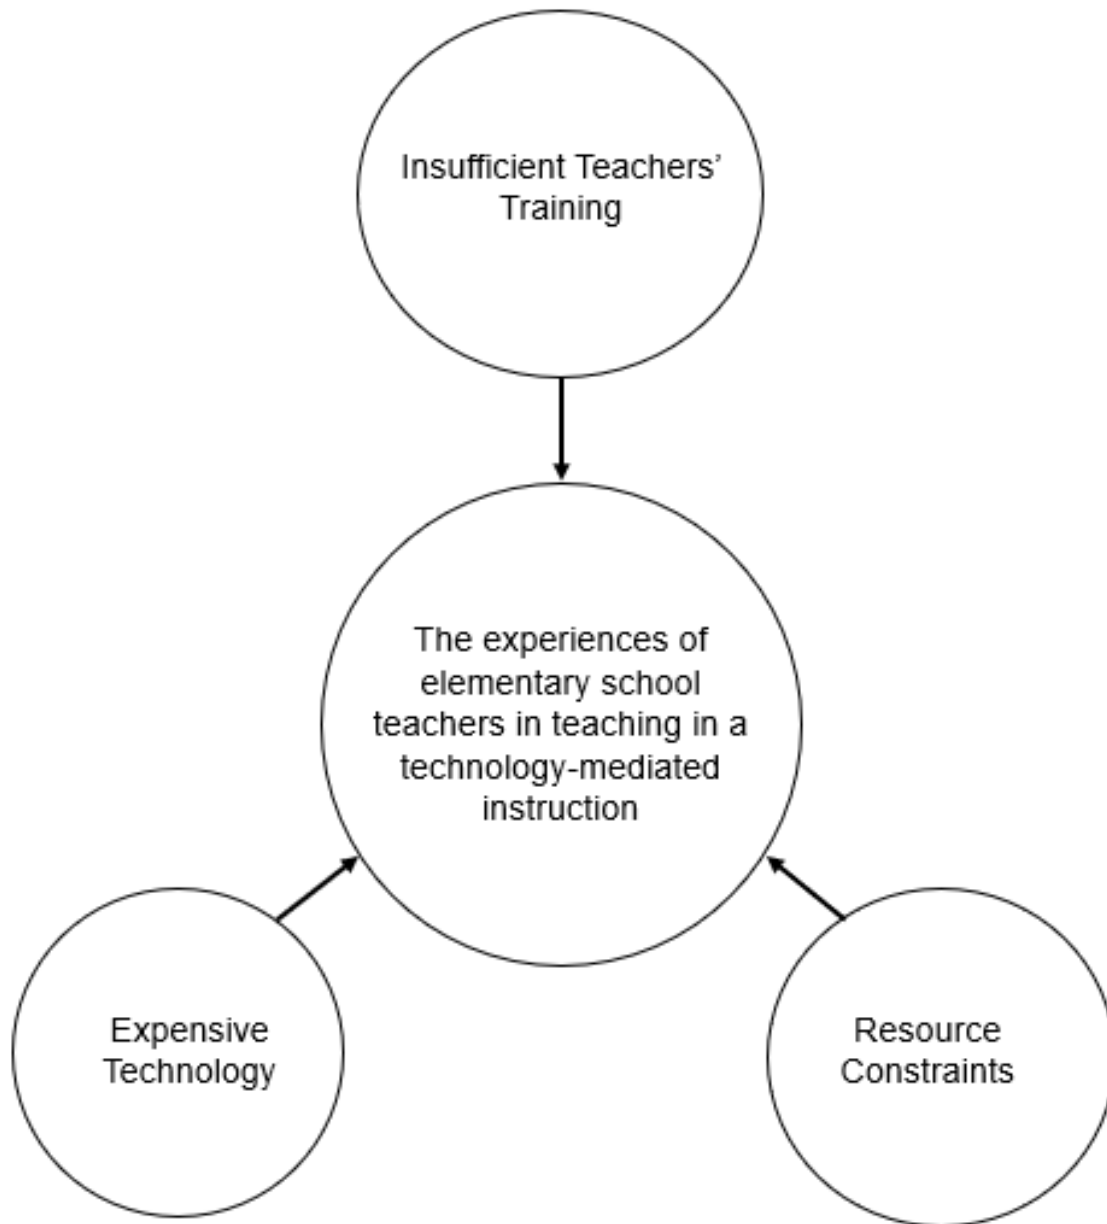 Insufficient Teachers’
Training
The experiences of
elementary school
teachers in teaching in a
technology-mediated
instruction
Expensive
Technology
Resource
Constraints